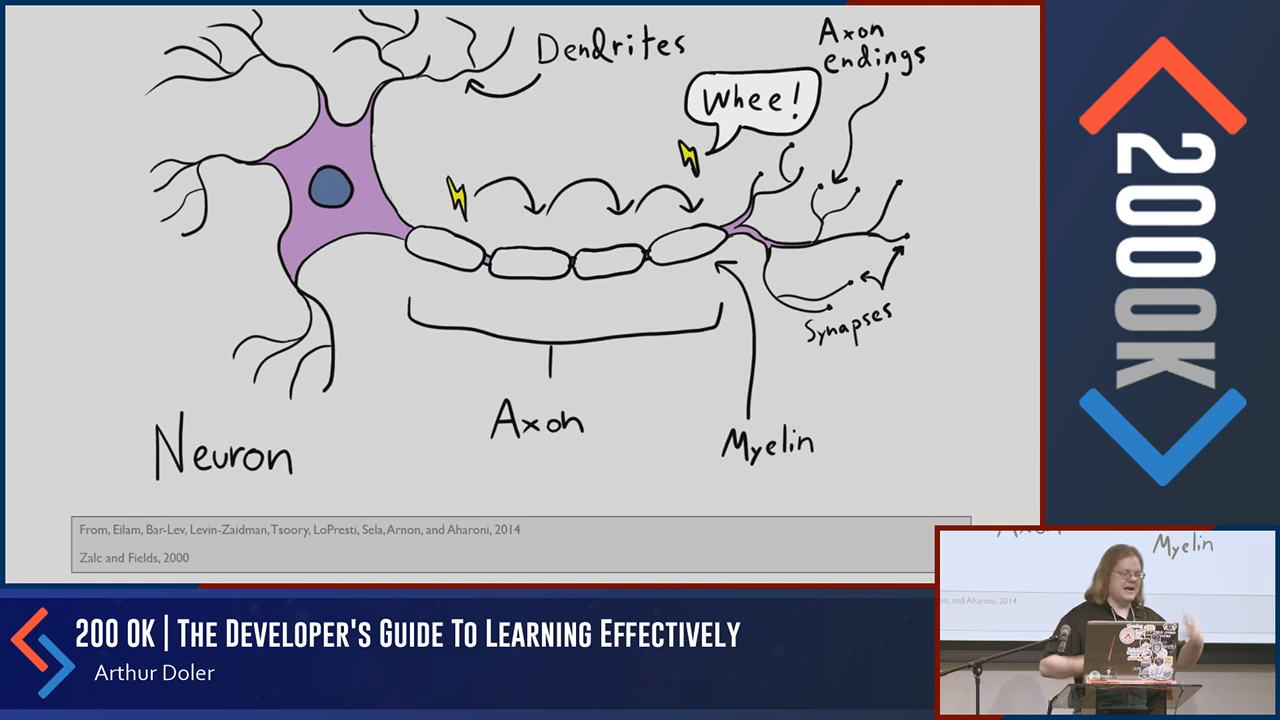 Dendrites
Axon
endings
Whee!
Synapses
Axon
Myelin
Neuron
From, Eilam, Bar-Lev, Levin-Zaidman, Tsoory, LoPresti, Sela, Arnon, and Aharoni, 2014
Zalc and Fields, 2000
200OK
Myelin
on, and Aharoni, 2014
200 OK | The Developer's Guide To Learning Effectively
Arthur Doler